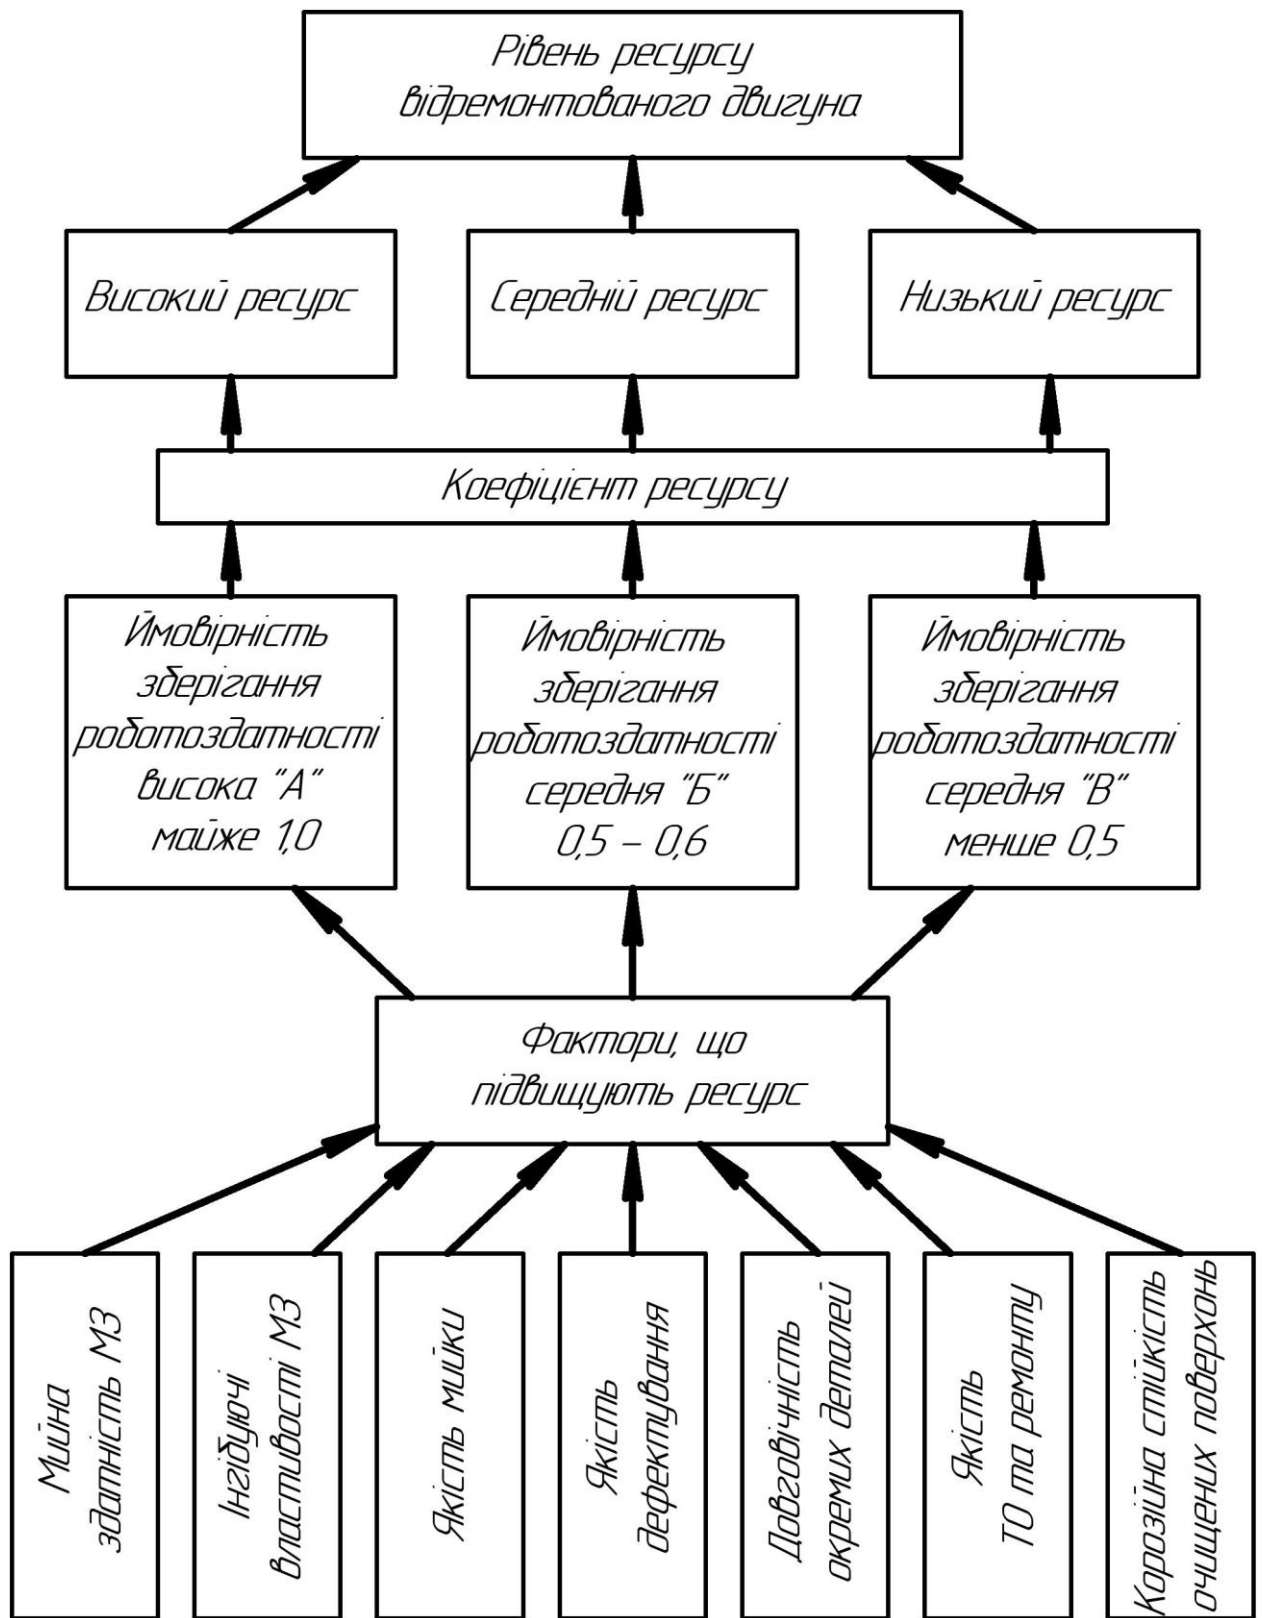 Рівень ресурсу
відремонтованого двигуна
Високий ресурс
Середній ресурс
Низький ресурс
Коефіцієнт ресурсу
Ймовірність
зберігання
роботоздатності
висока "А"
майже 1,0
Ймовірність
зберігання
роботоздатності
середня "Б"
0,5 – 0,6
Ймовірність
зберігання
роботоздатності
середня "В"
менше 0,5
Фактори, що
підвищують ресурс
Мийна
здатність МЗ
Інгібуючі
властивості МЗ
Якість мийки
Якість
дефектування
Довговічність
окремих деталей
Якість
ТО та ремонту
Корозійна стійкість
очищених поверхонь